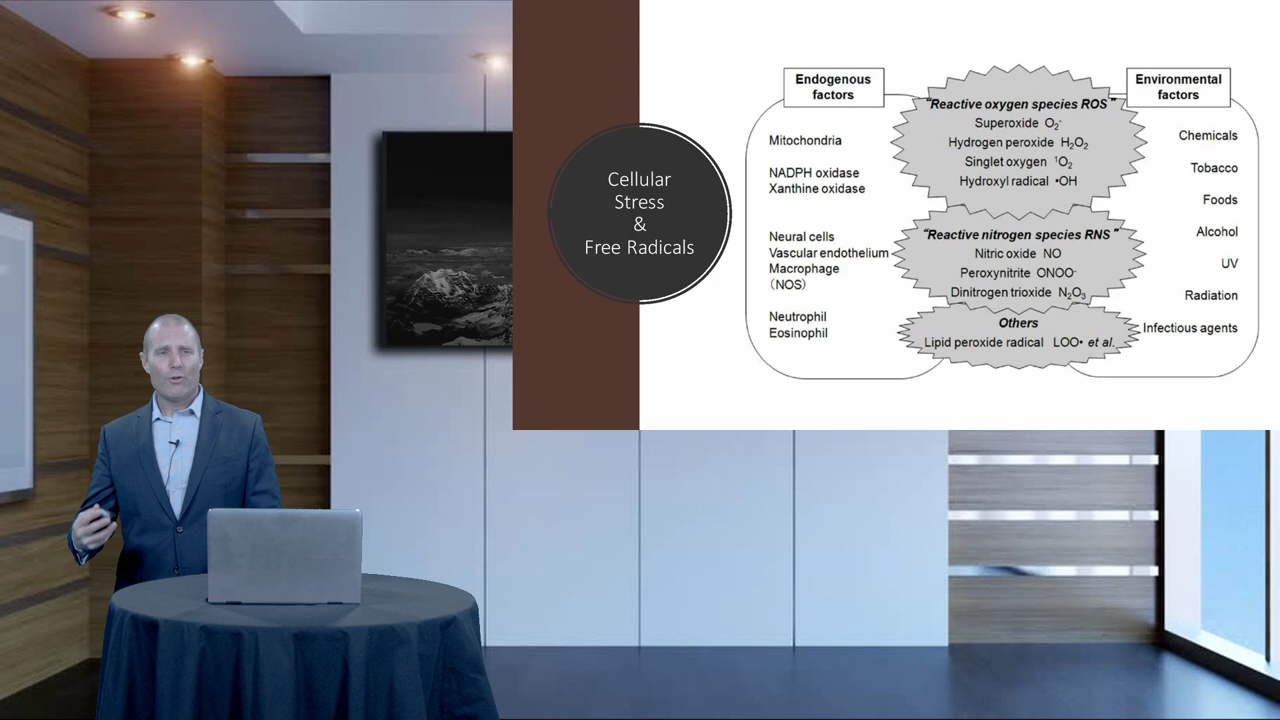 Cellular
Stress
&
Free Radicals
Endogenous
factors
Mitochondria
NADPH oxidase
Xanthine oxidase
Neural cells
Vascular endothelium
Macrophage
(NOS)
Neutrophil
Eosinophil
“Reactive oxygen species ROS”
Superoxide O₂⁻
Hydrogen peroxide H₂O₂
Singlet oxygen ¹O₂
Hydroxyl radical •OH
“Reactive nitrogen species RNS”
Nitric oxide NO
Peroxynitrite ONOO⁻
Dinitrogen trioxide N₂O₃
Others
Lipid peroxide radical LOO• et al.
Environmental
factors
Chemicals
Tobacco
Foods
Alcohol
UV
Radiation
Infectious agents